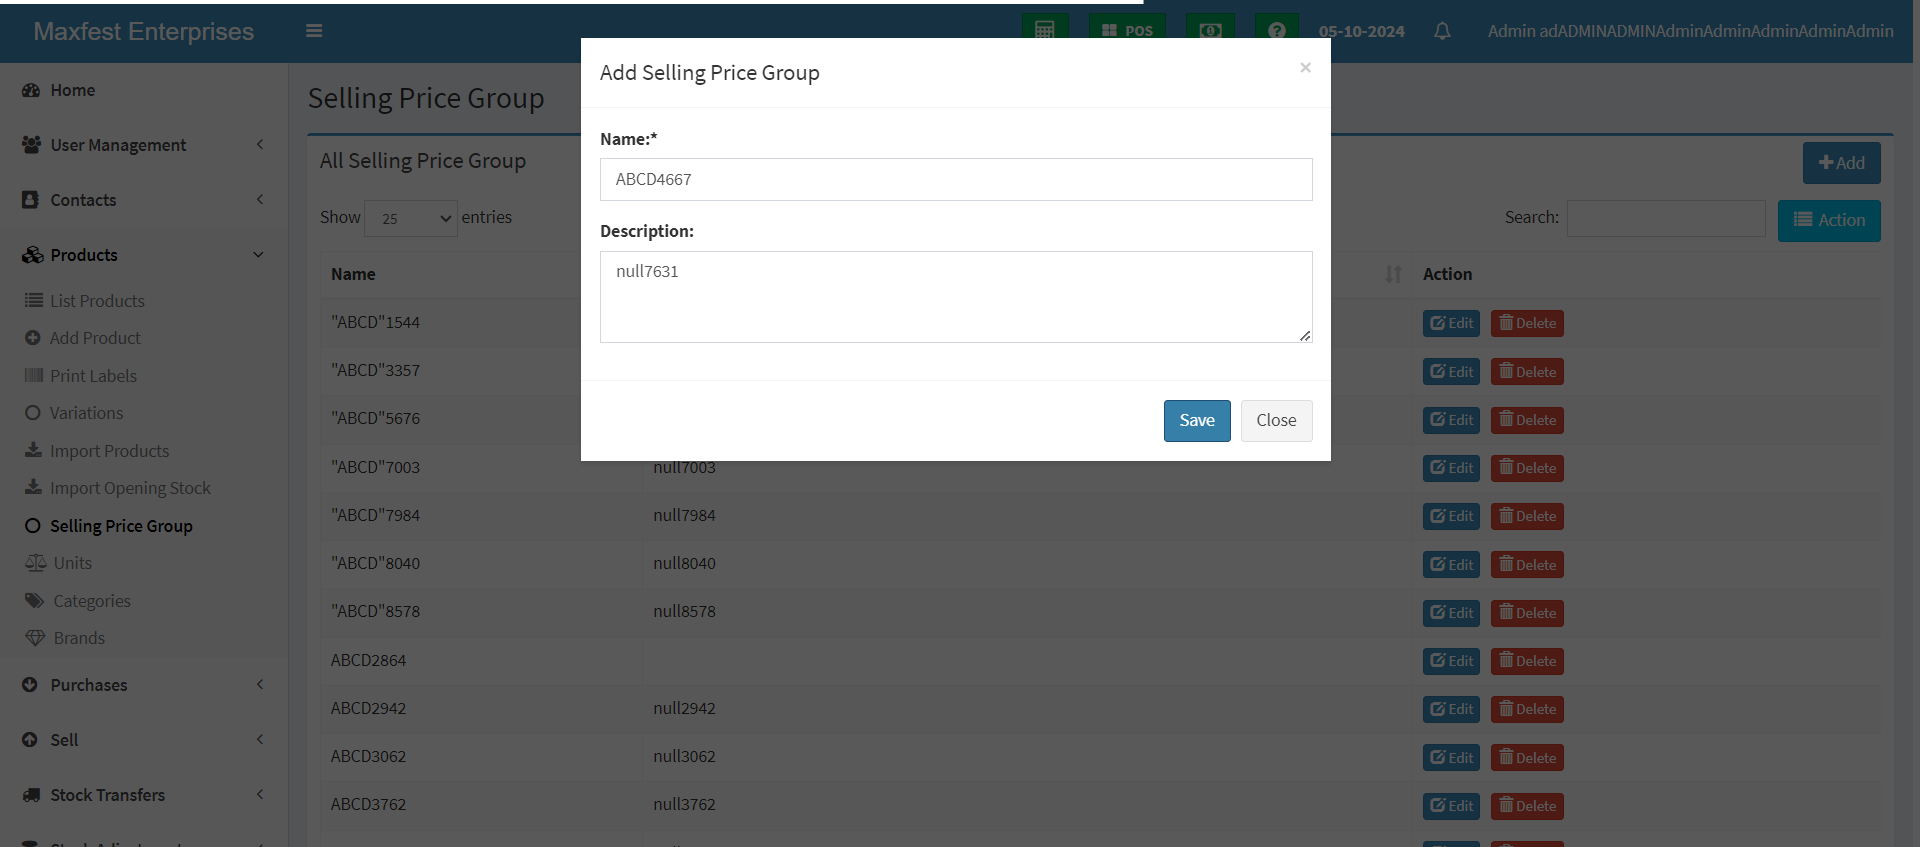 Maxfest Enterprises
POS
05-10-2024
Admin adADMINADMINAdminAdminAdminAdminAdmin
Home
User Management
Contacts
Products
List Products
Add Product
Print Labels
Variations
Import Products
Import Opening Stock
Selling Price Group
Units
Categories
Brands
Purchases
Sell
Stock Transfers
Selling Price Group
All Selling Price Group
Add
Show 25 entries
Search:
Action
Name
Action
"ABCD"1544 Edit Delete
"ABCD"3357 Edit Delete
"ABCD"5676 Edit Delete
"ABCD"7003 null7003 Edit Delete
"ABCD"7984 null7984 Edit Delete
"ABCD"8040 null8040 Edit Delete
"ABCD"8578 null8578 Edit Delete
ABCD2864 Edit Delete
ABCD2942 null2942 Edit Delete
ABCD3062 null3062 Edit Delete
ABCD3762 null3762 Edit Delete
Add Selling Price Group
×
Name:*
ABCD4667
Description:
null7631
Save
Close